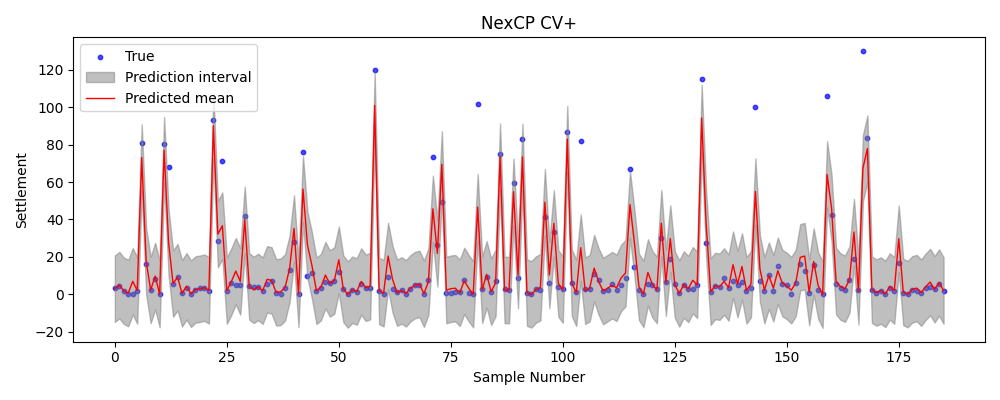 NexCP CV+
True
Prediction interval
Predicted mean
Settlement
120
100
80
60
40
20
0
−20
0 25 50 75 100 125 150 175
Sample Number